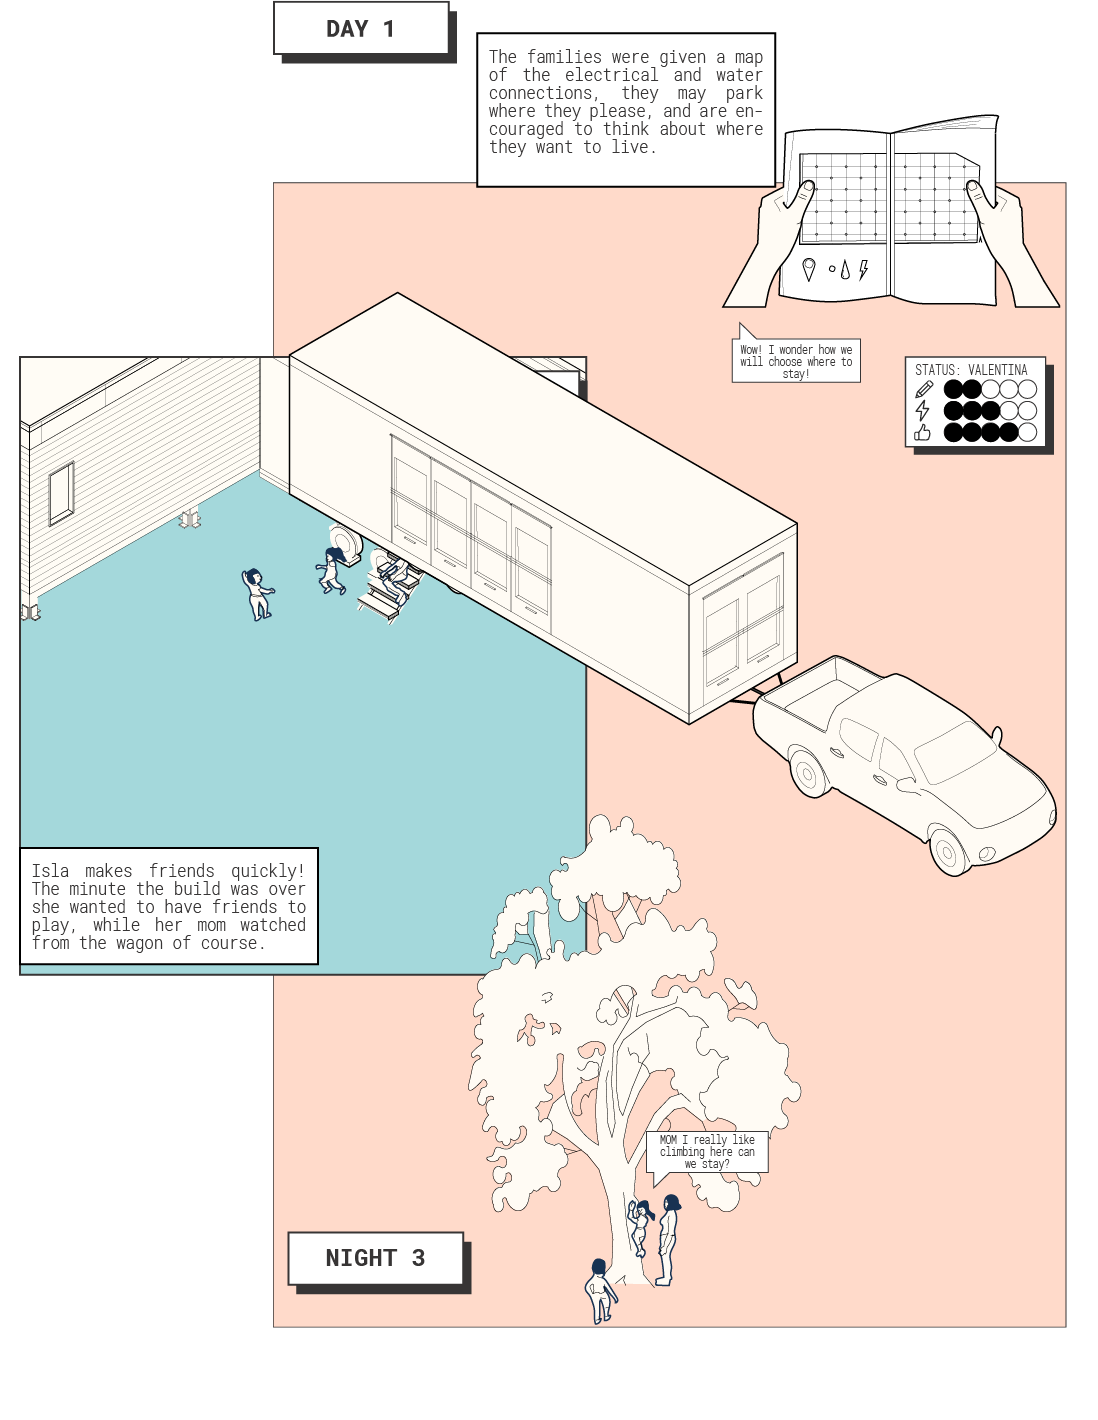 DAY 1
The families were given a map
of the electrical and water
connections, they may park
where they please, and are en-
couraged to think about where
they want to live.
Wow! I wonder how we
will choose where to
stay!
STATUS: VALENTINA
Isla makes friends quickly!
The minute the build was over
she wanted to have friends to
play, while her mom watched
from the wagon of course.
MOM I really like
climbing here can
we stay?
NIGHT 3